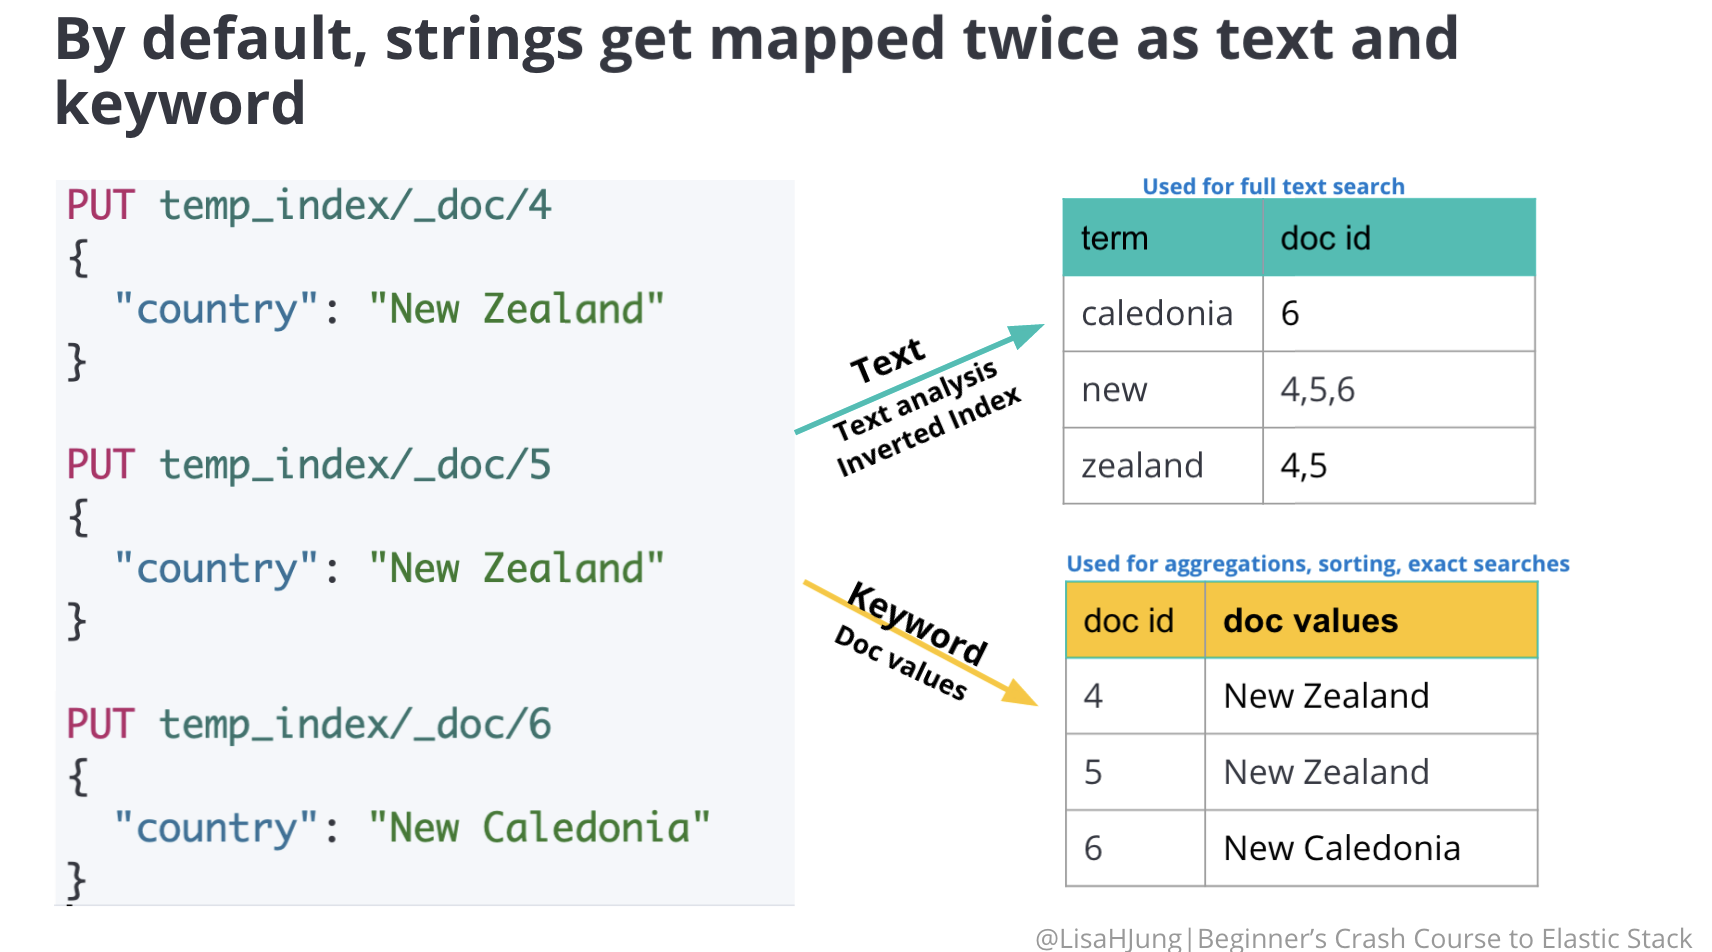 By default, strings get mapped twice as text and
keyword
PUT temp_index/_doc/4
{
"country": "New Zealand"
}
PUT temp_index/_doc/5
{
"country": "New Zealand"
}
PUT temp_index/_doc/6
{
"country": "New Caledonia"
}
Text
Text analysis
Inverted Index
Keyword
Doc values
Used for full text search
term doc id
caledonia 6
new 4,5,6
zealand 4,5
Used for aggregations, sorting, exact searches
doc id doc values
4 New Zealand
5 New Zealand
6 New Caledonia
@LisaHJung|Beginner’s Crash Course to Elastic Stack